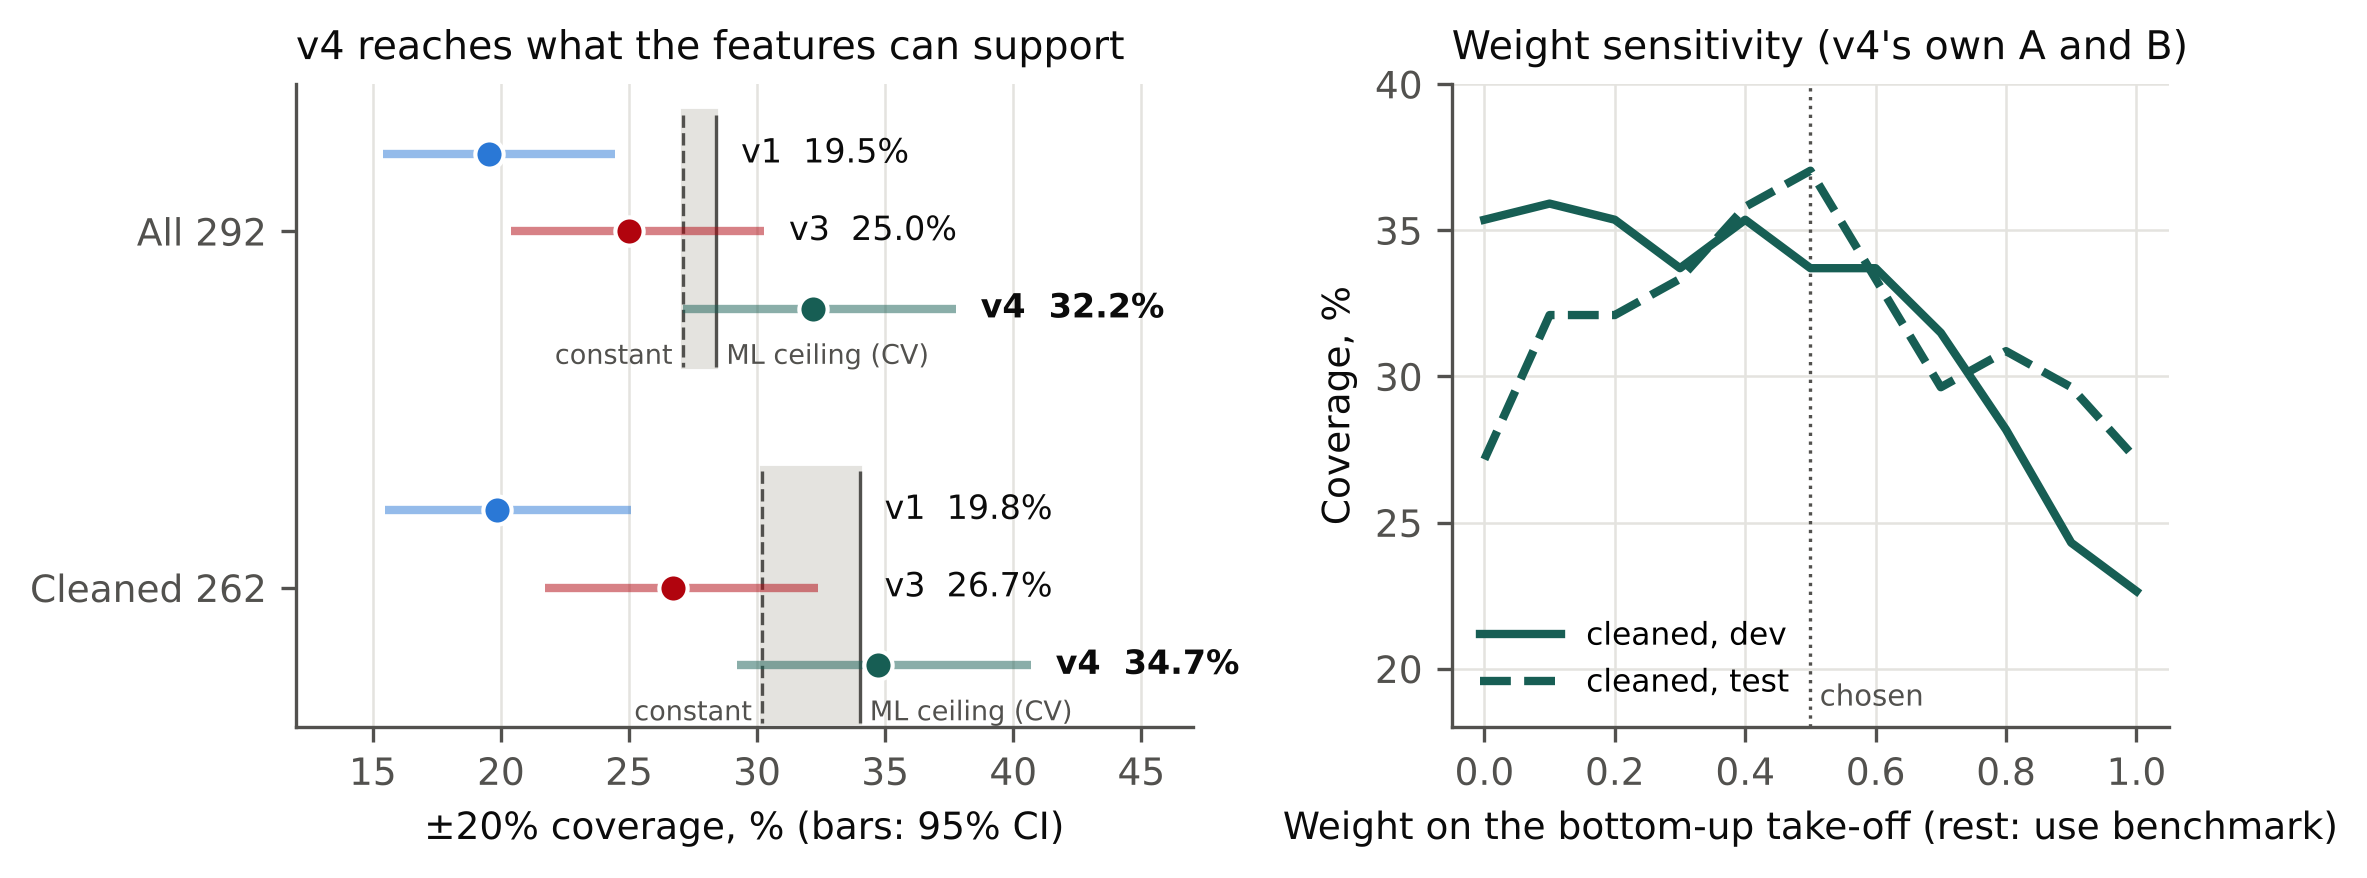 v4 reaches what the features can support
All 292
Cleaned 262
v1 19.5%
v3 25.0%
v4 32.2%
constant
ML ceiling (CV)
v1 19.8%
v3 26.7%
v4 34.7%
constant
ML ceiling (CV)
15 20 25 30 35 40 45
±20% coverage, % (bars: 95% CI)
Weight sensitivity (v4's own A and B)
Coverage, %
40
35
30
25
20
cleaned, dev
cleaned, test
chosen
0.0 0.2 0.4 0.6 0.8 1.0
Weight on the bottom-up take-off (rest: use benchmark)